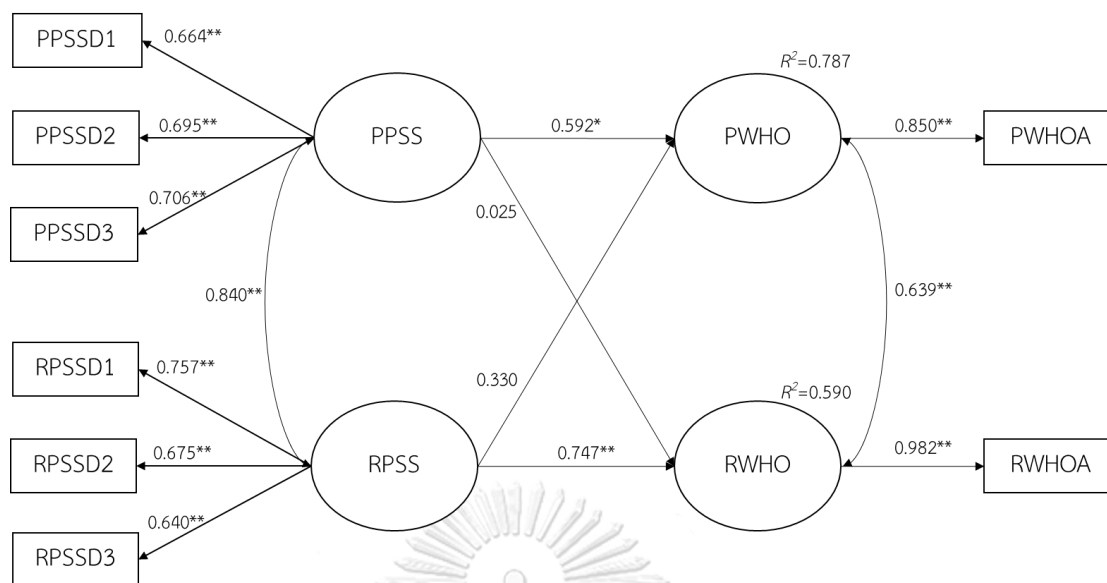 PPSSD1
0.664**
R²=0.787
PPSSD2
0.695**
PPSS
0.592*
PWHO
0.850**
PWHOA
0.706**
PPSSD3
0.025
0.840**
0.639**
RPSSD1
0.757**
0.330
R²=0.590
RPSSD2
0.675**
RPSS
0.747**
RWHO
0.982**
RWHOA
0.640**
RPSSD3